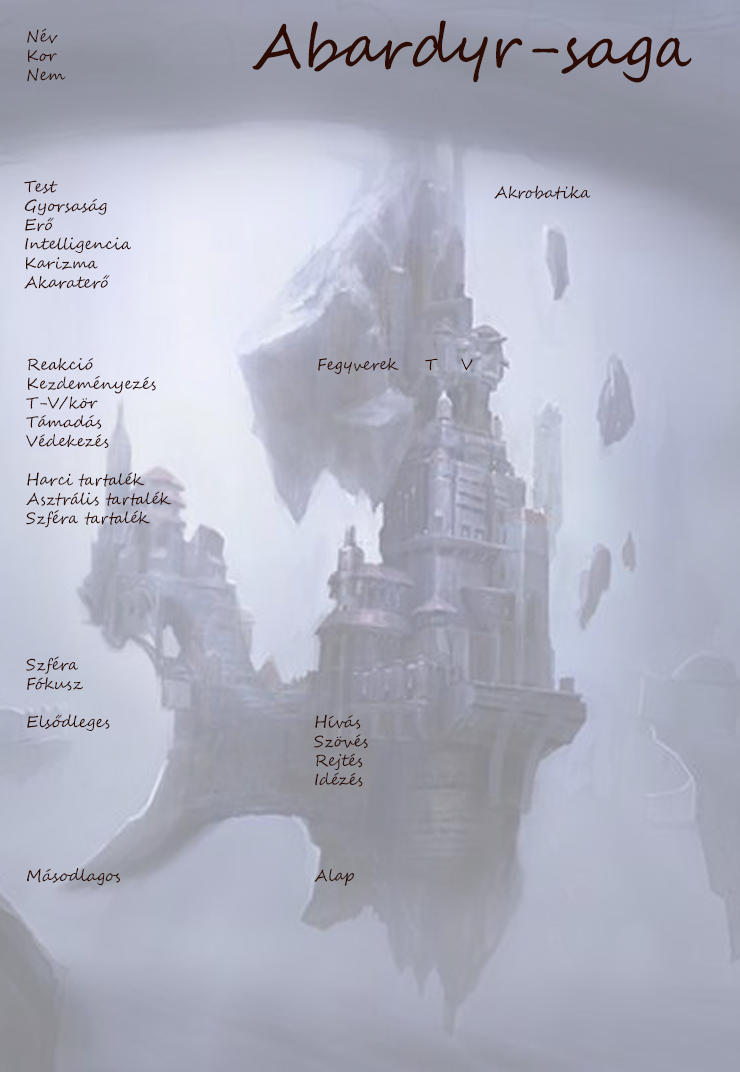 Név
Kor
Nem
Abardyr-saga
Test
Gyorsaság
Erő
Intelligencia
Karizma
Akaraterő
Akrobatika
Reakció
Kezdeményezés
T-V/kör
Támadás
Védekezés
Fegyverek T V
Harci tartalék
Asztrális tartalék
Szféra tartalék
Szféra
Fókusz
Elsődleges
Hívás
Szövés
Rejtés
Idézés
Másodlagos
Alap